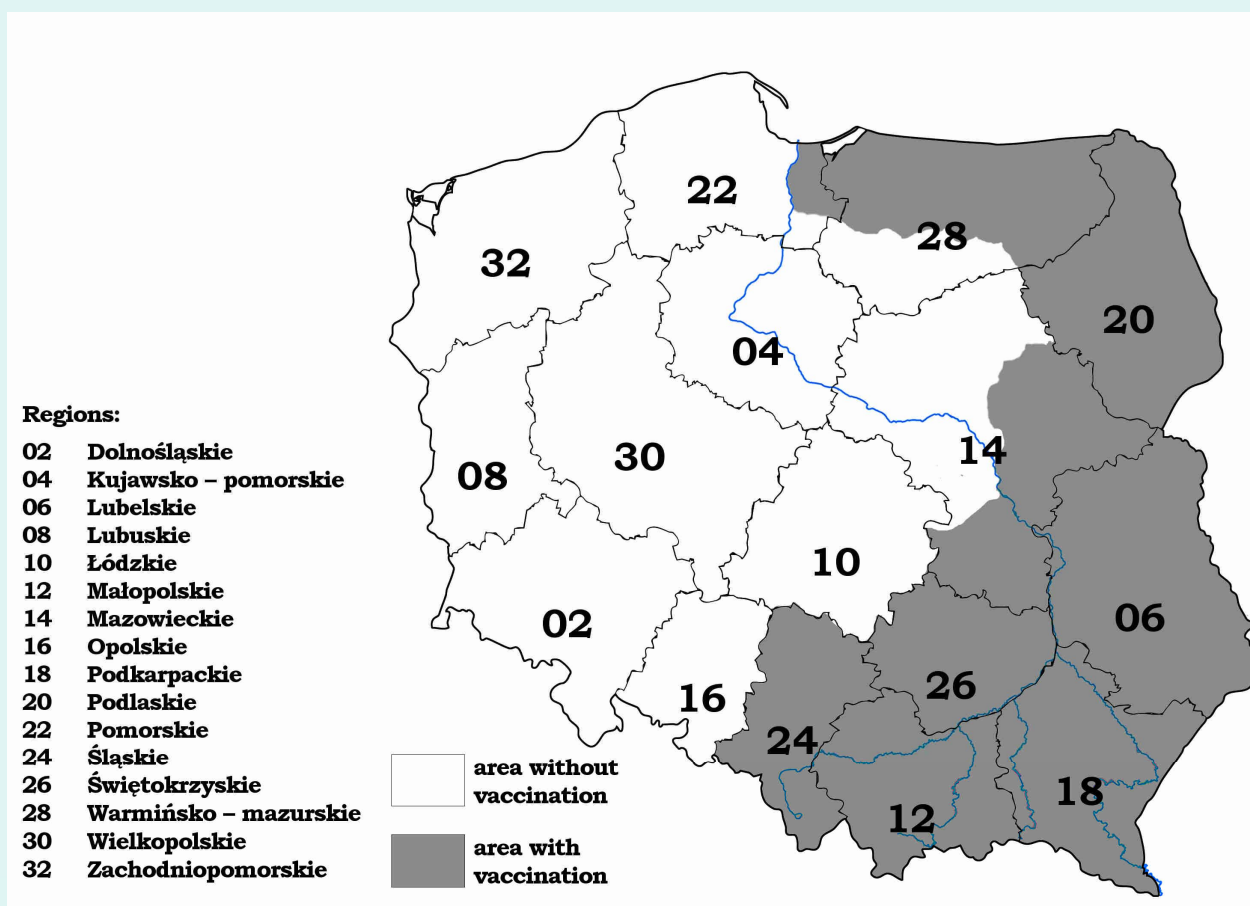 22
28
32
20
04
14
30
08
10
06
02
26
16
24
18
12
Regions:
02 Dolnośląskie
04 Kujawsko – pomorskie
06 Lubelskie
08 Lubuskie
10 Łódzkie
12 Małopolskie
14 Mazowieckie
16 Opolskie
18 Podkarpackie
20 Podlaskie
22 Pomorskie
24 Śląskie
26 Świętokrzyskie
28 Warmińsko – mazurskie
30 Wielkopolskie
32 Zachodniopomorskie
area without
vaccination
area with
vaccination